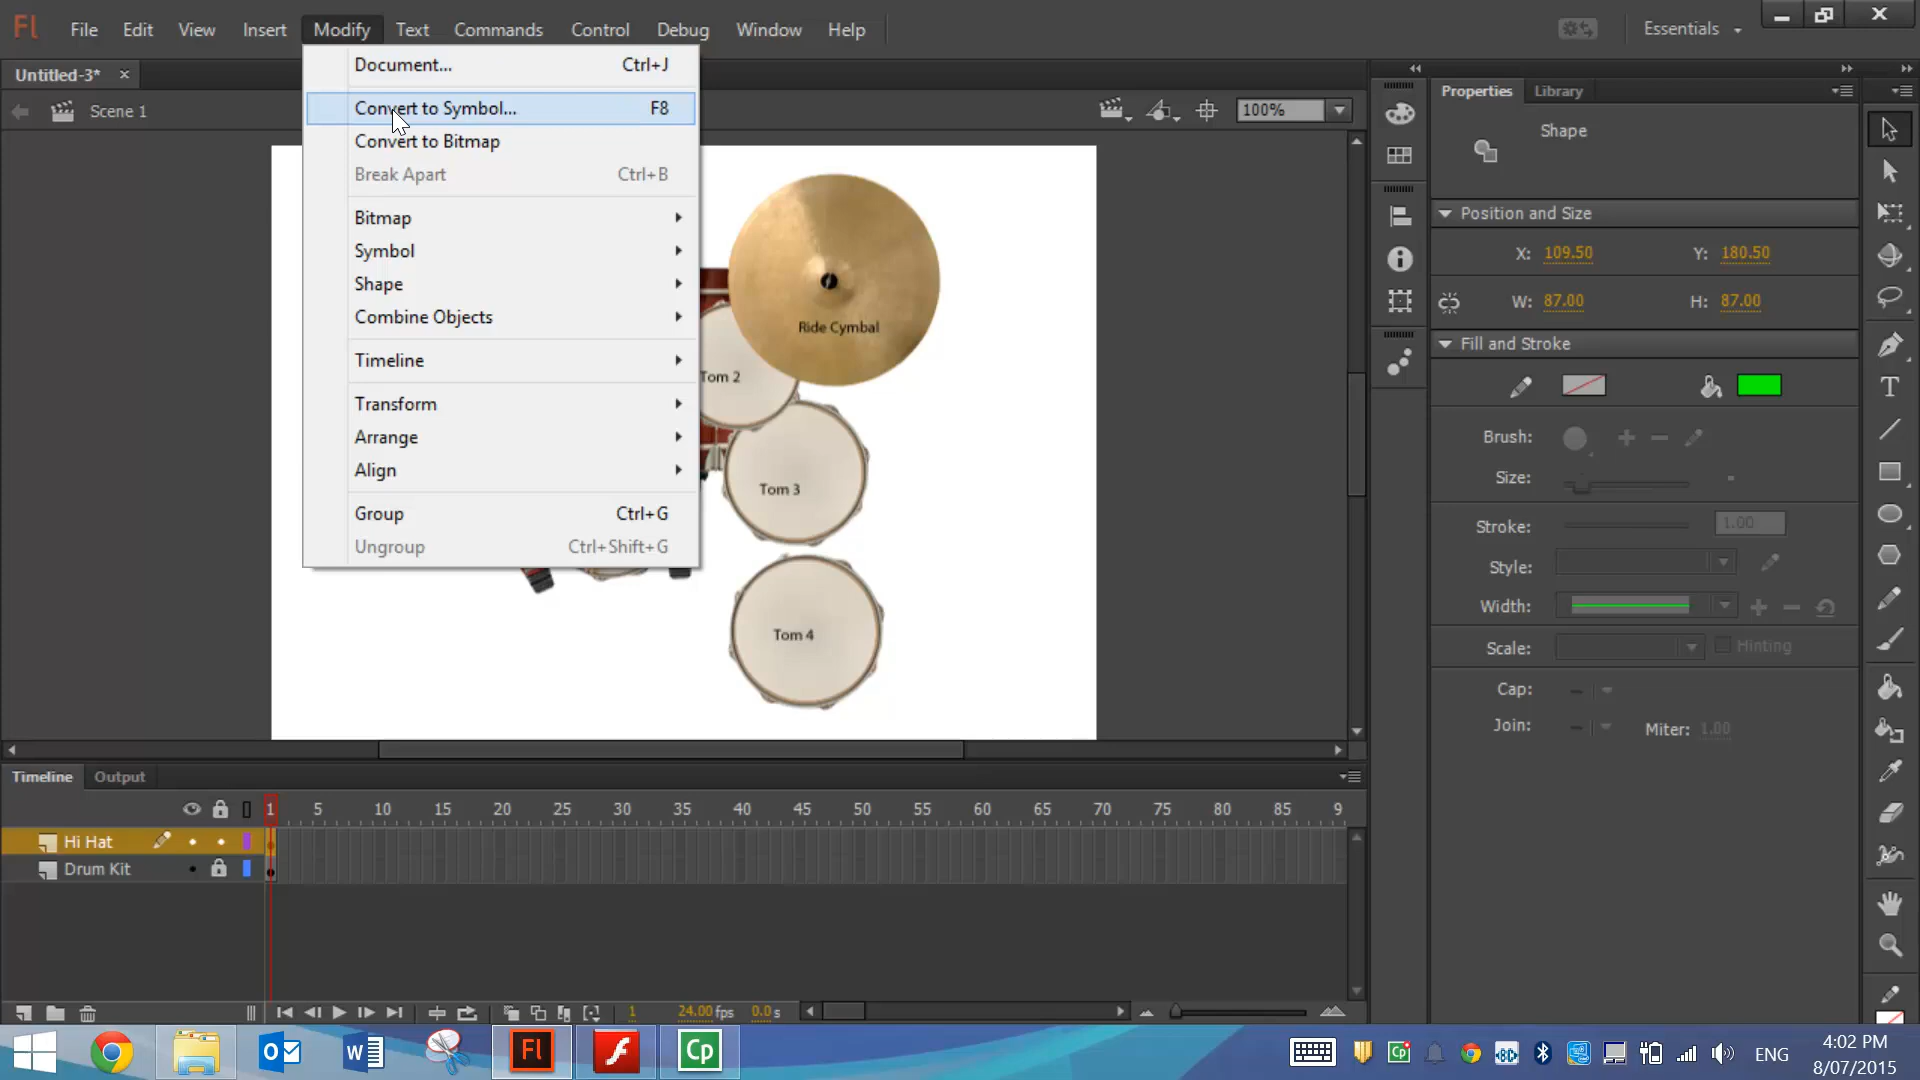 Fl File Edit View Insert Modify Text Commands Control Debug Window Help Essentials
Untitled-3*
Scene 1
100%
Document... Ctrl+J
Convert to Symbol... F8
Convert to Bitmap
Break Apart Ctrl+B
Bitmap
Symbol
Shape
Combine Objects
Timeline
Transform
Arrange
Align
Group Ctrl+G
Ungroup Ctrl+Shift+G
Ride Cymbal
Tom 2
Tom 3
Tom 4
Properties Library
Shape
Position and Size
X: 109.50 Y: 180.50
W: 87.00 H: 87.00
Fill and Stroke
Brush:
Size:
Stroke: 1.00
Style:
Width:
Scale: Hinting
Cap:
Join: Miter: 1.00
Timeline Output
1 5 10 15 20 25 30 35 40 45 50 55 60 65 70 75 80 85 9
Hi Hat
Drum Kit
1 24.00 fps 0.0 s
Fl Cp
ENG
4:02 PM
8/07/2015